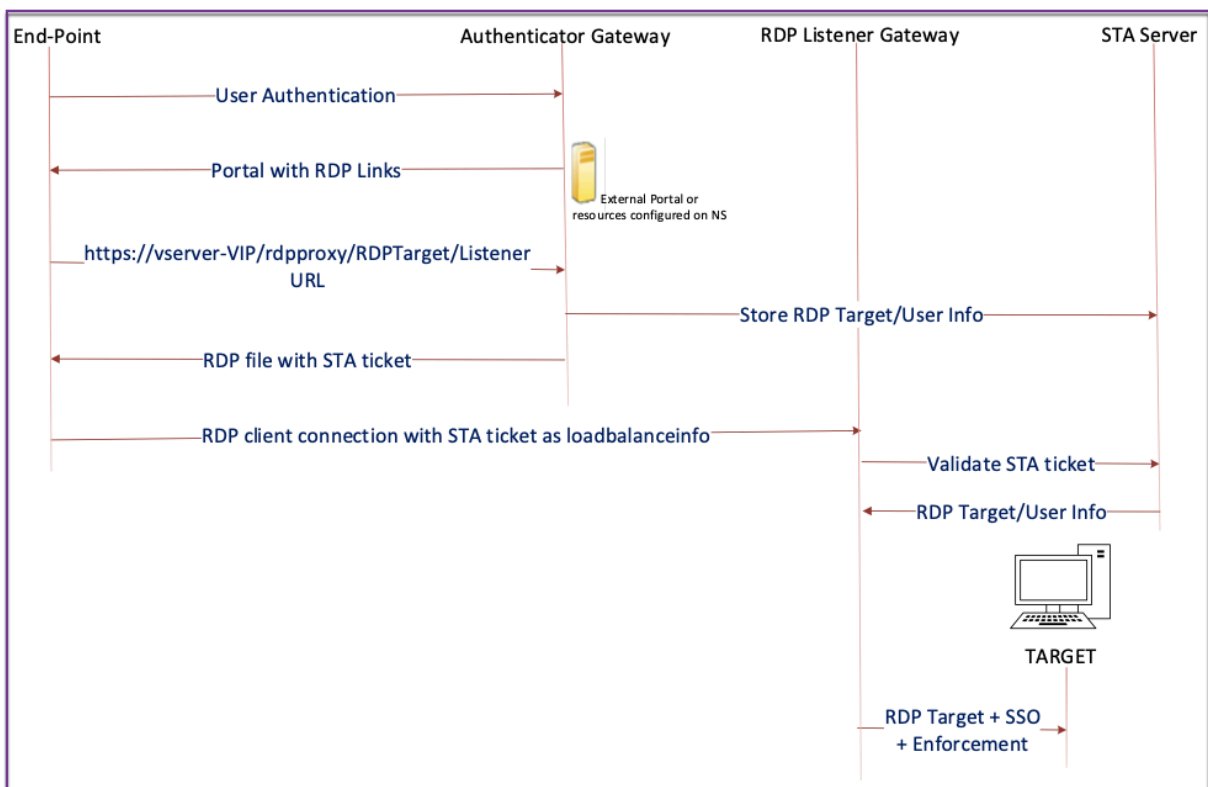 End-Point
Authenticator Gateway
RDP Listener Gateway
STA Server
User Authentication
Portal with RDP Links
External Portal or
resources configured on NS
https://vserver-VIP/rdpproxy/RDPTarget/Listener
URL
Store RDP Target/User Info
RDP file with STA ticket
RDP client connection with STA ticket as loadbalanceinfo
Validate STA ticket
RDP Target/User Info
TARGET
RDP Target + SSO
+ Enforcement